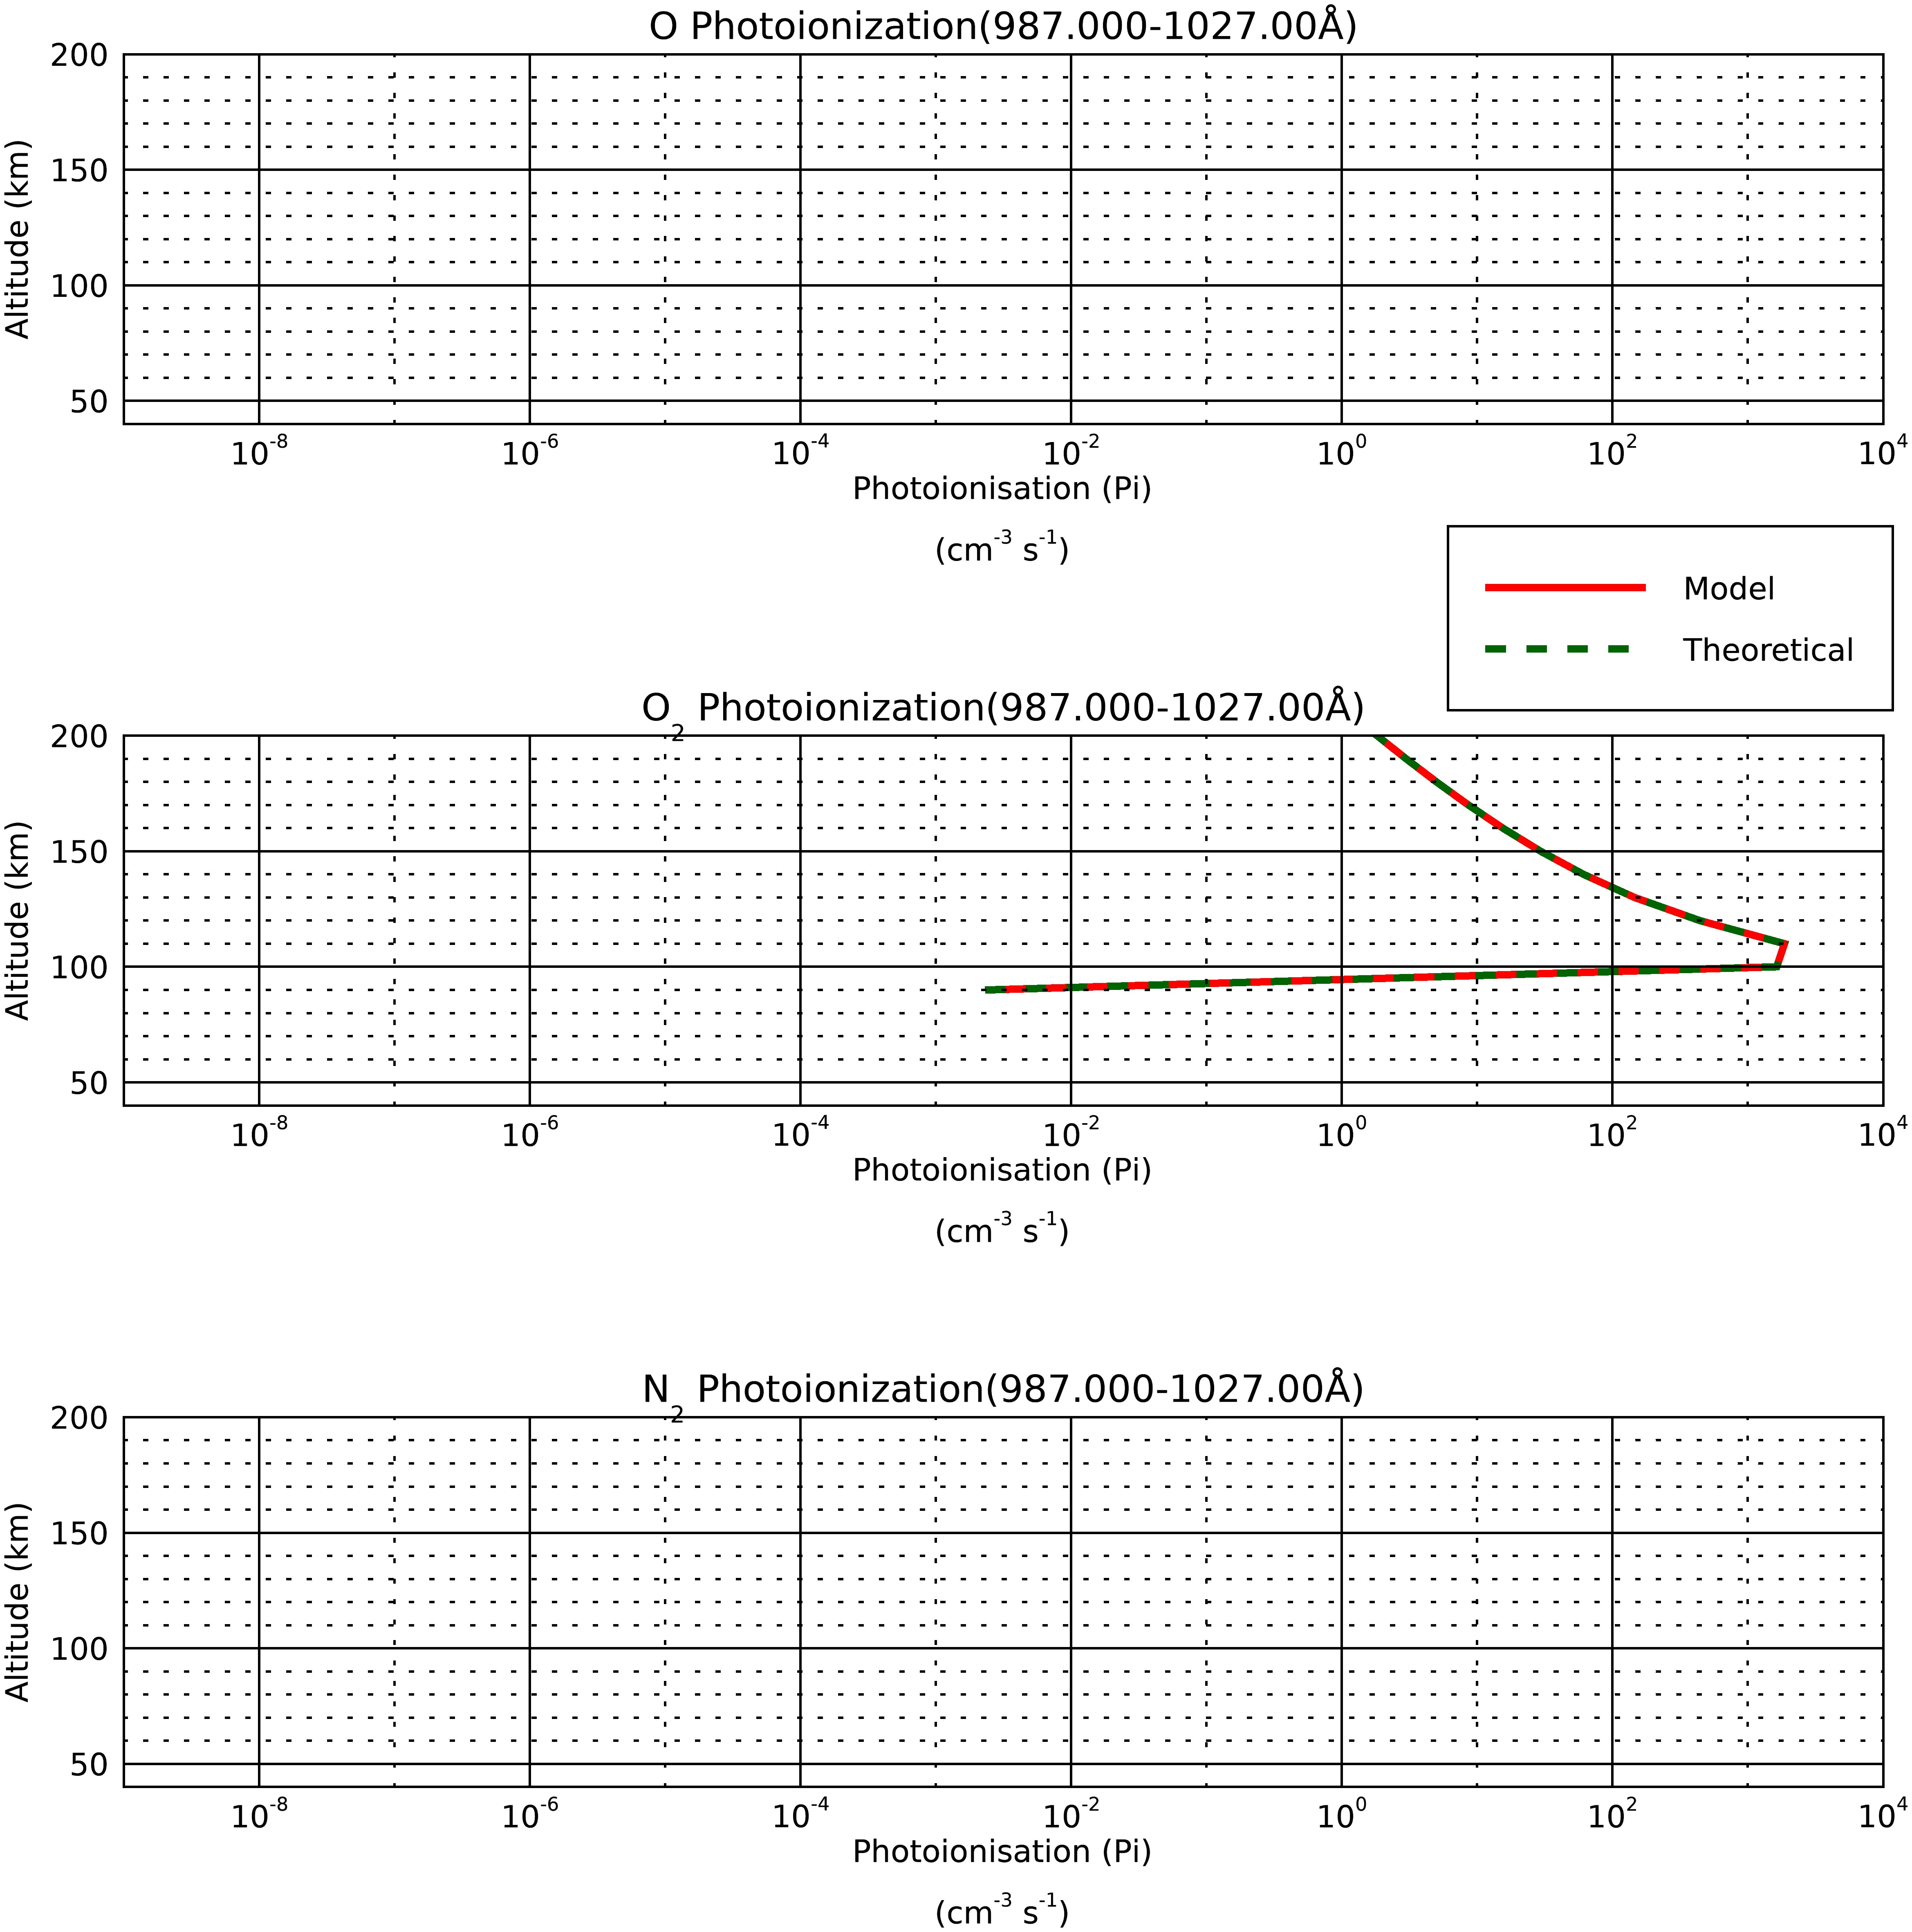 O Photoionization(987.000-1027.00Å)
200
150
100
50
Altitude (km)
10⁻⁸ 10⁻⁶ 10⁻⁴ 10⁻² 10⁰ 10² 10⁴
Photoionisation (Pi)
(cm⁻³ s⁻¹)
Model
Theoretical
O₂ Photoionization(987.000-1027.00Å)
200
150
100
50
Altitude (km)
10⁻⁸ 10⁻⁶ 10⁻⁴ 10⁻² 10⁰ 10² 10⁴
Photoionisation (Pi)
(cm⁻³ s⁻¹)
N₂ Photoionization(987.000-1027.00Å)
200
150
100
50
Altitude (km)
10⁻⁸ 10⁻⁶ 10⁻⁴ 10⁻² 10⁰ 10² 10⁴
Photoionisation (Pi)
(cm⁻³ s⁻¹)